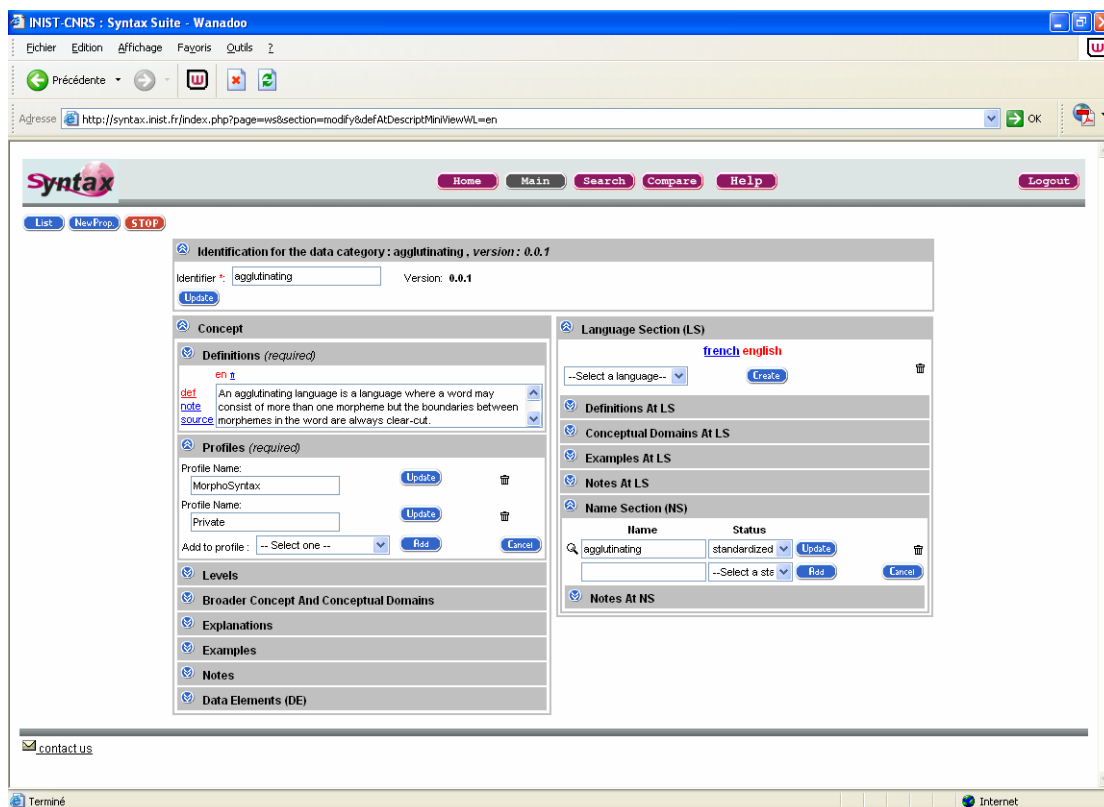 INIST-CNRS : Syntax Suite - Wanadoo
Fichier Edition Affichage Favoris Outils ?
Précédente
Adresse http://syntax.inist.fr/index.php?page=ws&section=modify&defAtDescriptMiniViewWL=en OK
Syntax Home Main Search Compare Help Logout
List NewProp. STOP
Identification for the data category : agglutinating , version : 0.0.1
Identifier *: agglutinating Version: 0.0.1
Update
Concept
Definitions (required)
en fr
def note source
An agglutinating language is a language where a word may
consist of more than one morpheme but the boundaries between
morphemes in the word are always clear-cut.
Profiles (required)
Profile Name:
MorphoSyntax Update
Profile Name:
Private Update
Add to profile : -- Select one -- Add Cancel
Levels
Broader Concept And Conceptual Domains
Explanations
Examples
Notes
Data Elements (DE)
Language Section (LS)
french english
--Select a language-- Create
Definitions At LS
Conceptual Domains At LS
Examples At LS
Notes At LS
Name Section (NS)
Name Status
agglutinating standardized Update
--Select a sta Add Cancel
Notes At NS
contact us
Terminé Internet